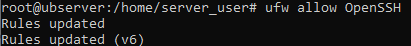 root@ubserver:/home/server_user# ufw allow OpenSSH
Rules updated
Rules updated (v6)